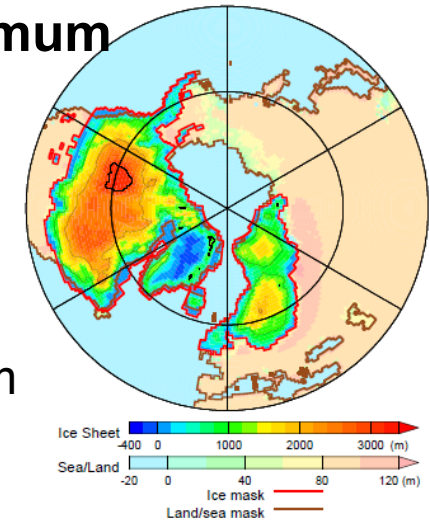 mum
n
Ice Sheet
-400 0 1000 2000 3000 (m)
Sea/Land
-20 0 40 80 120 (m)
Ice mask
Land/sea mask